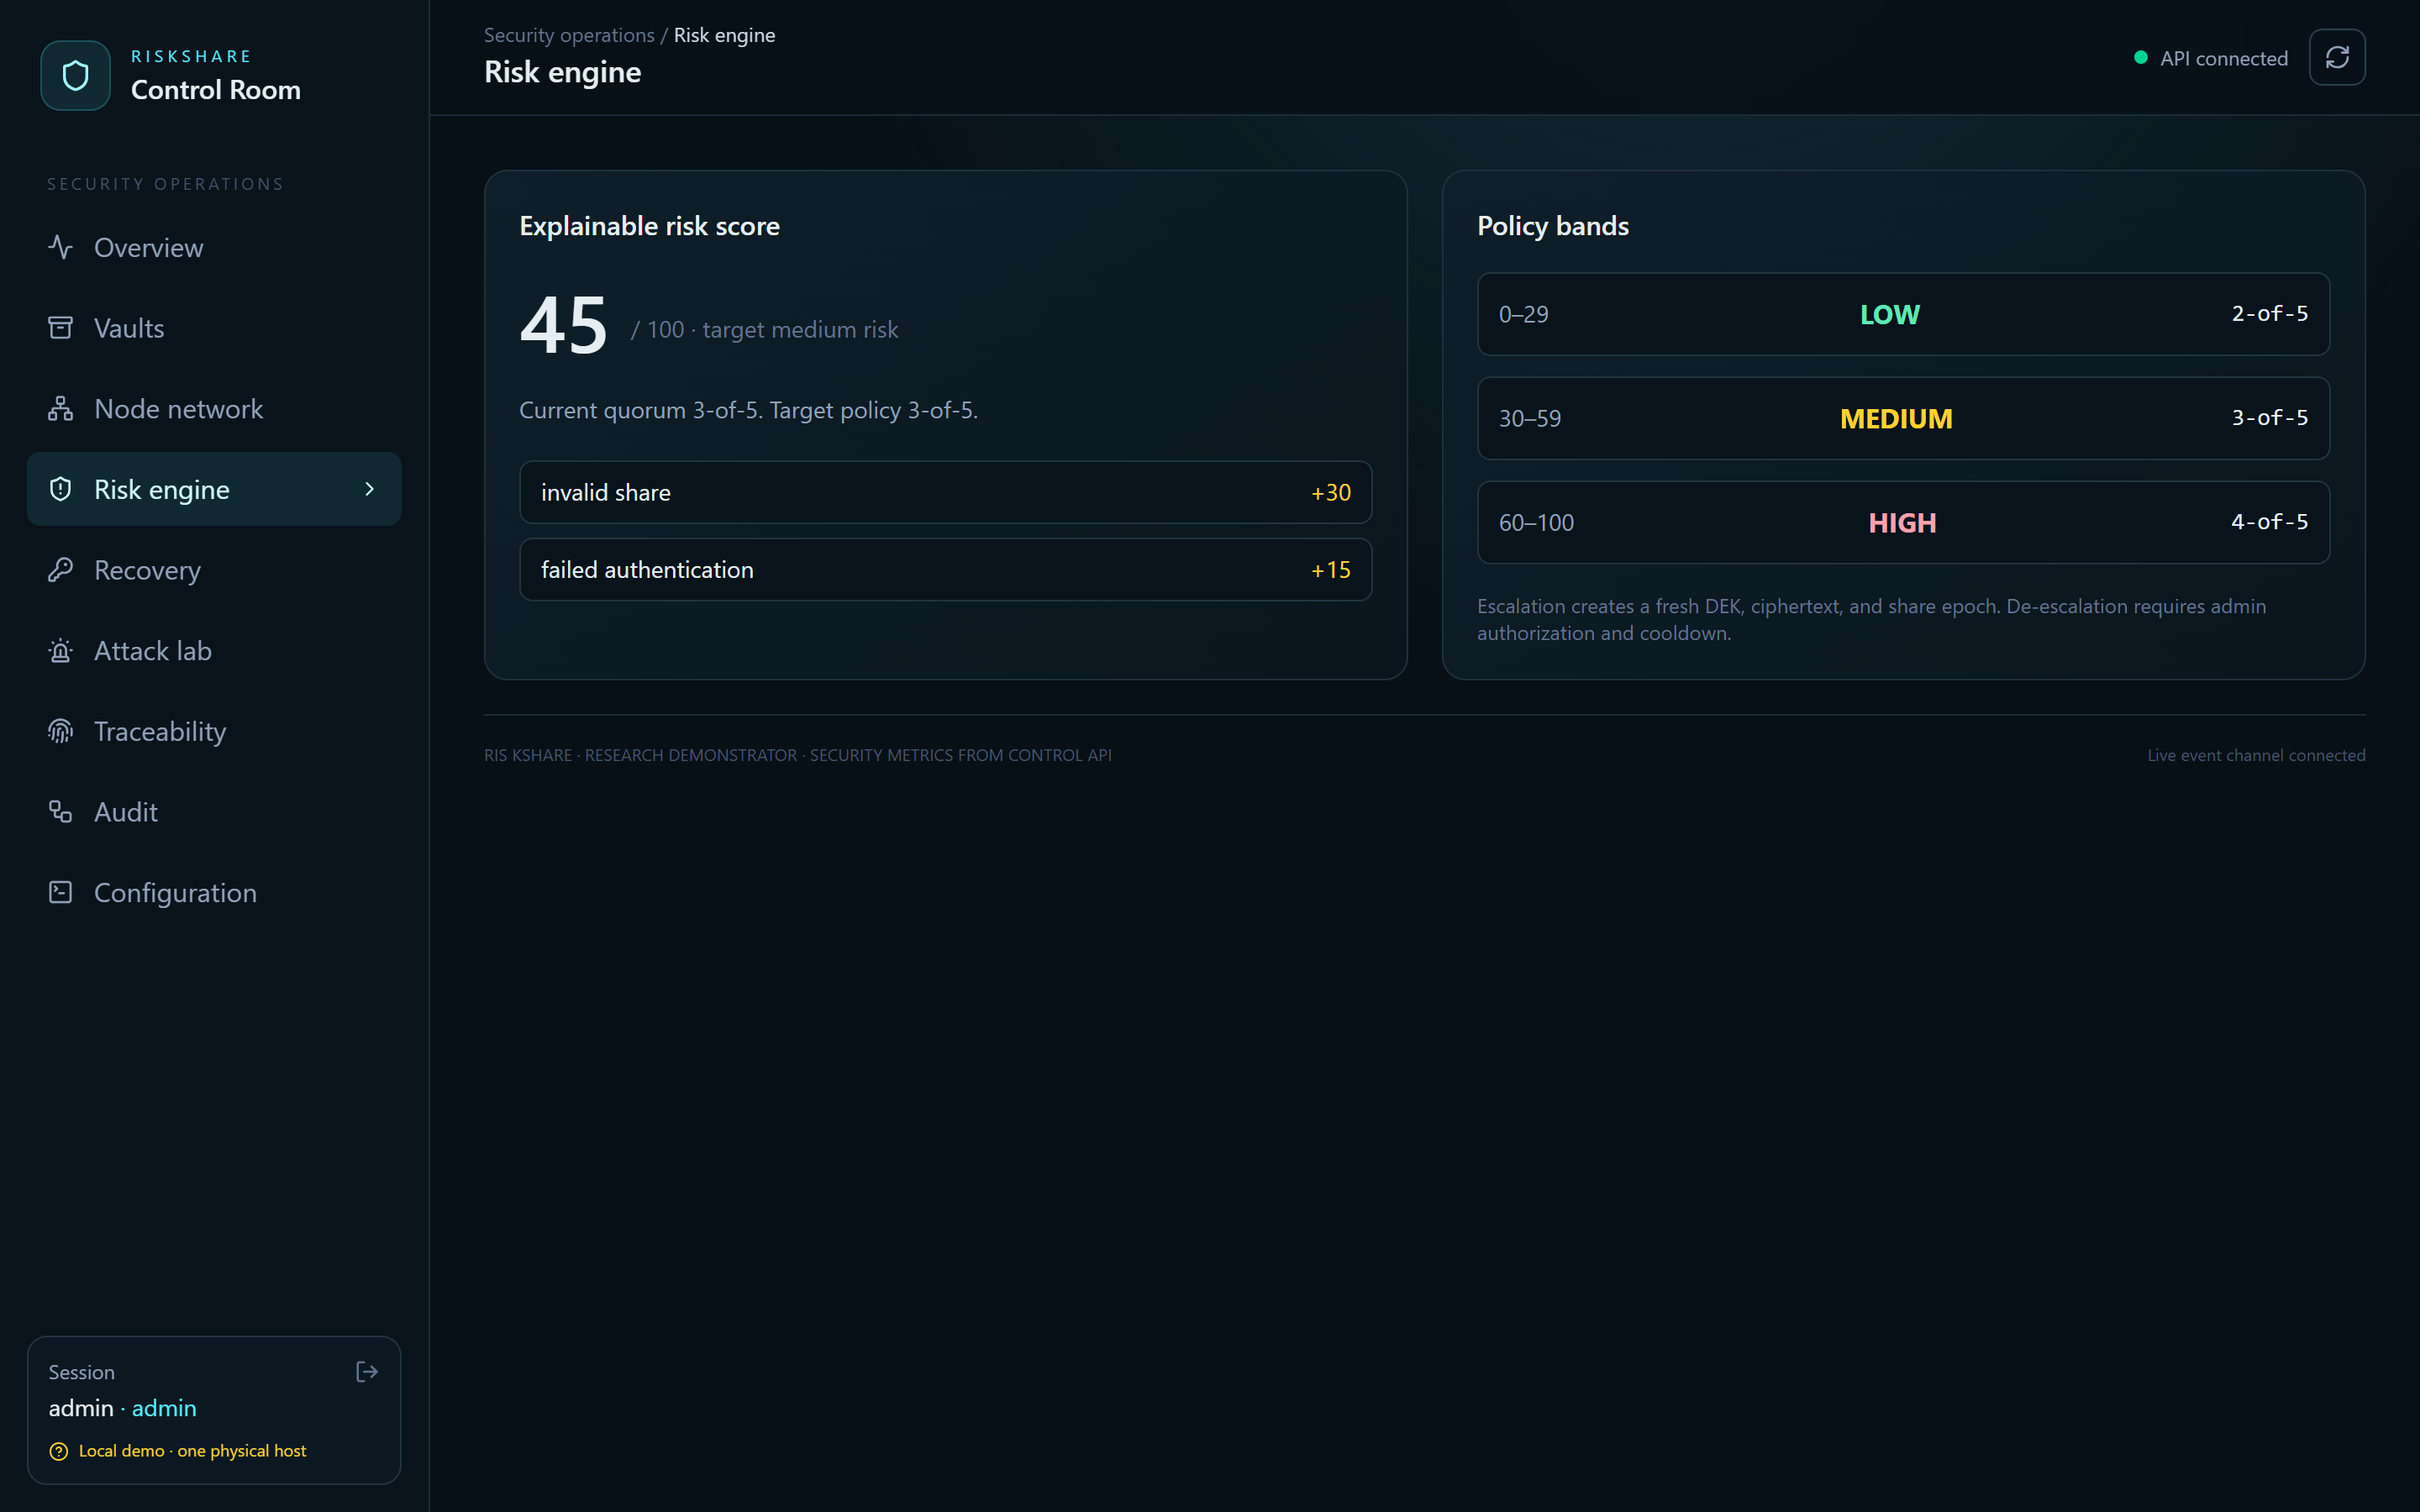 RISKSHARE
Control Room
SECURITY OPERATIONS
Overview
Vaults
Node network
Risk engine
Recovery
Attack lab
Traceability
Audit
Configuration
Session
admin · admin
Local demo · one physical host
Security operations / Risk engine
Risk engine
API connected
Explainable risk score
45 / 100 · target medium risk
Current quorum 3-of-5. Target policy 3-of-5.
invalid share +30
failed authentication +15
Policy bands
0–29 LOW 2-of-5
30–59 MEDIUM 3-of-5
60–100 HIGH 4-of-5
Escalation creates a fresh DEK, ciphertext, and share epoch. De-escalation requires admin
authorization and cooldown.
RIS KSHARE · RESEARCH DEMONSTRATOR · SECURITY METRICS FROM CONTROL API
Live event channel connected